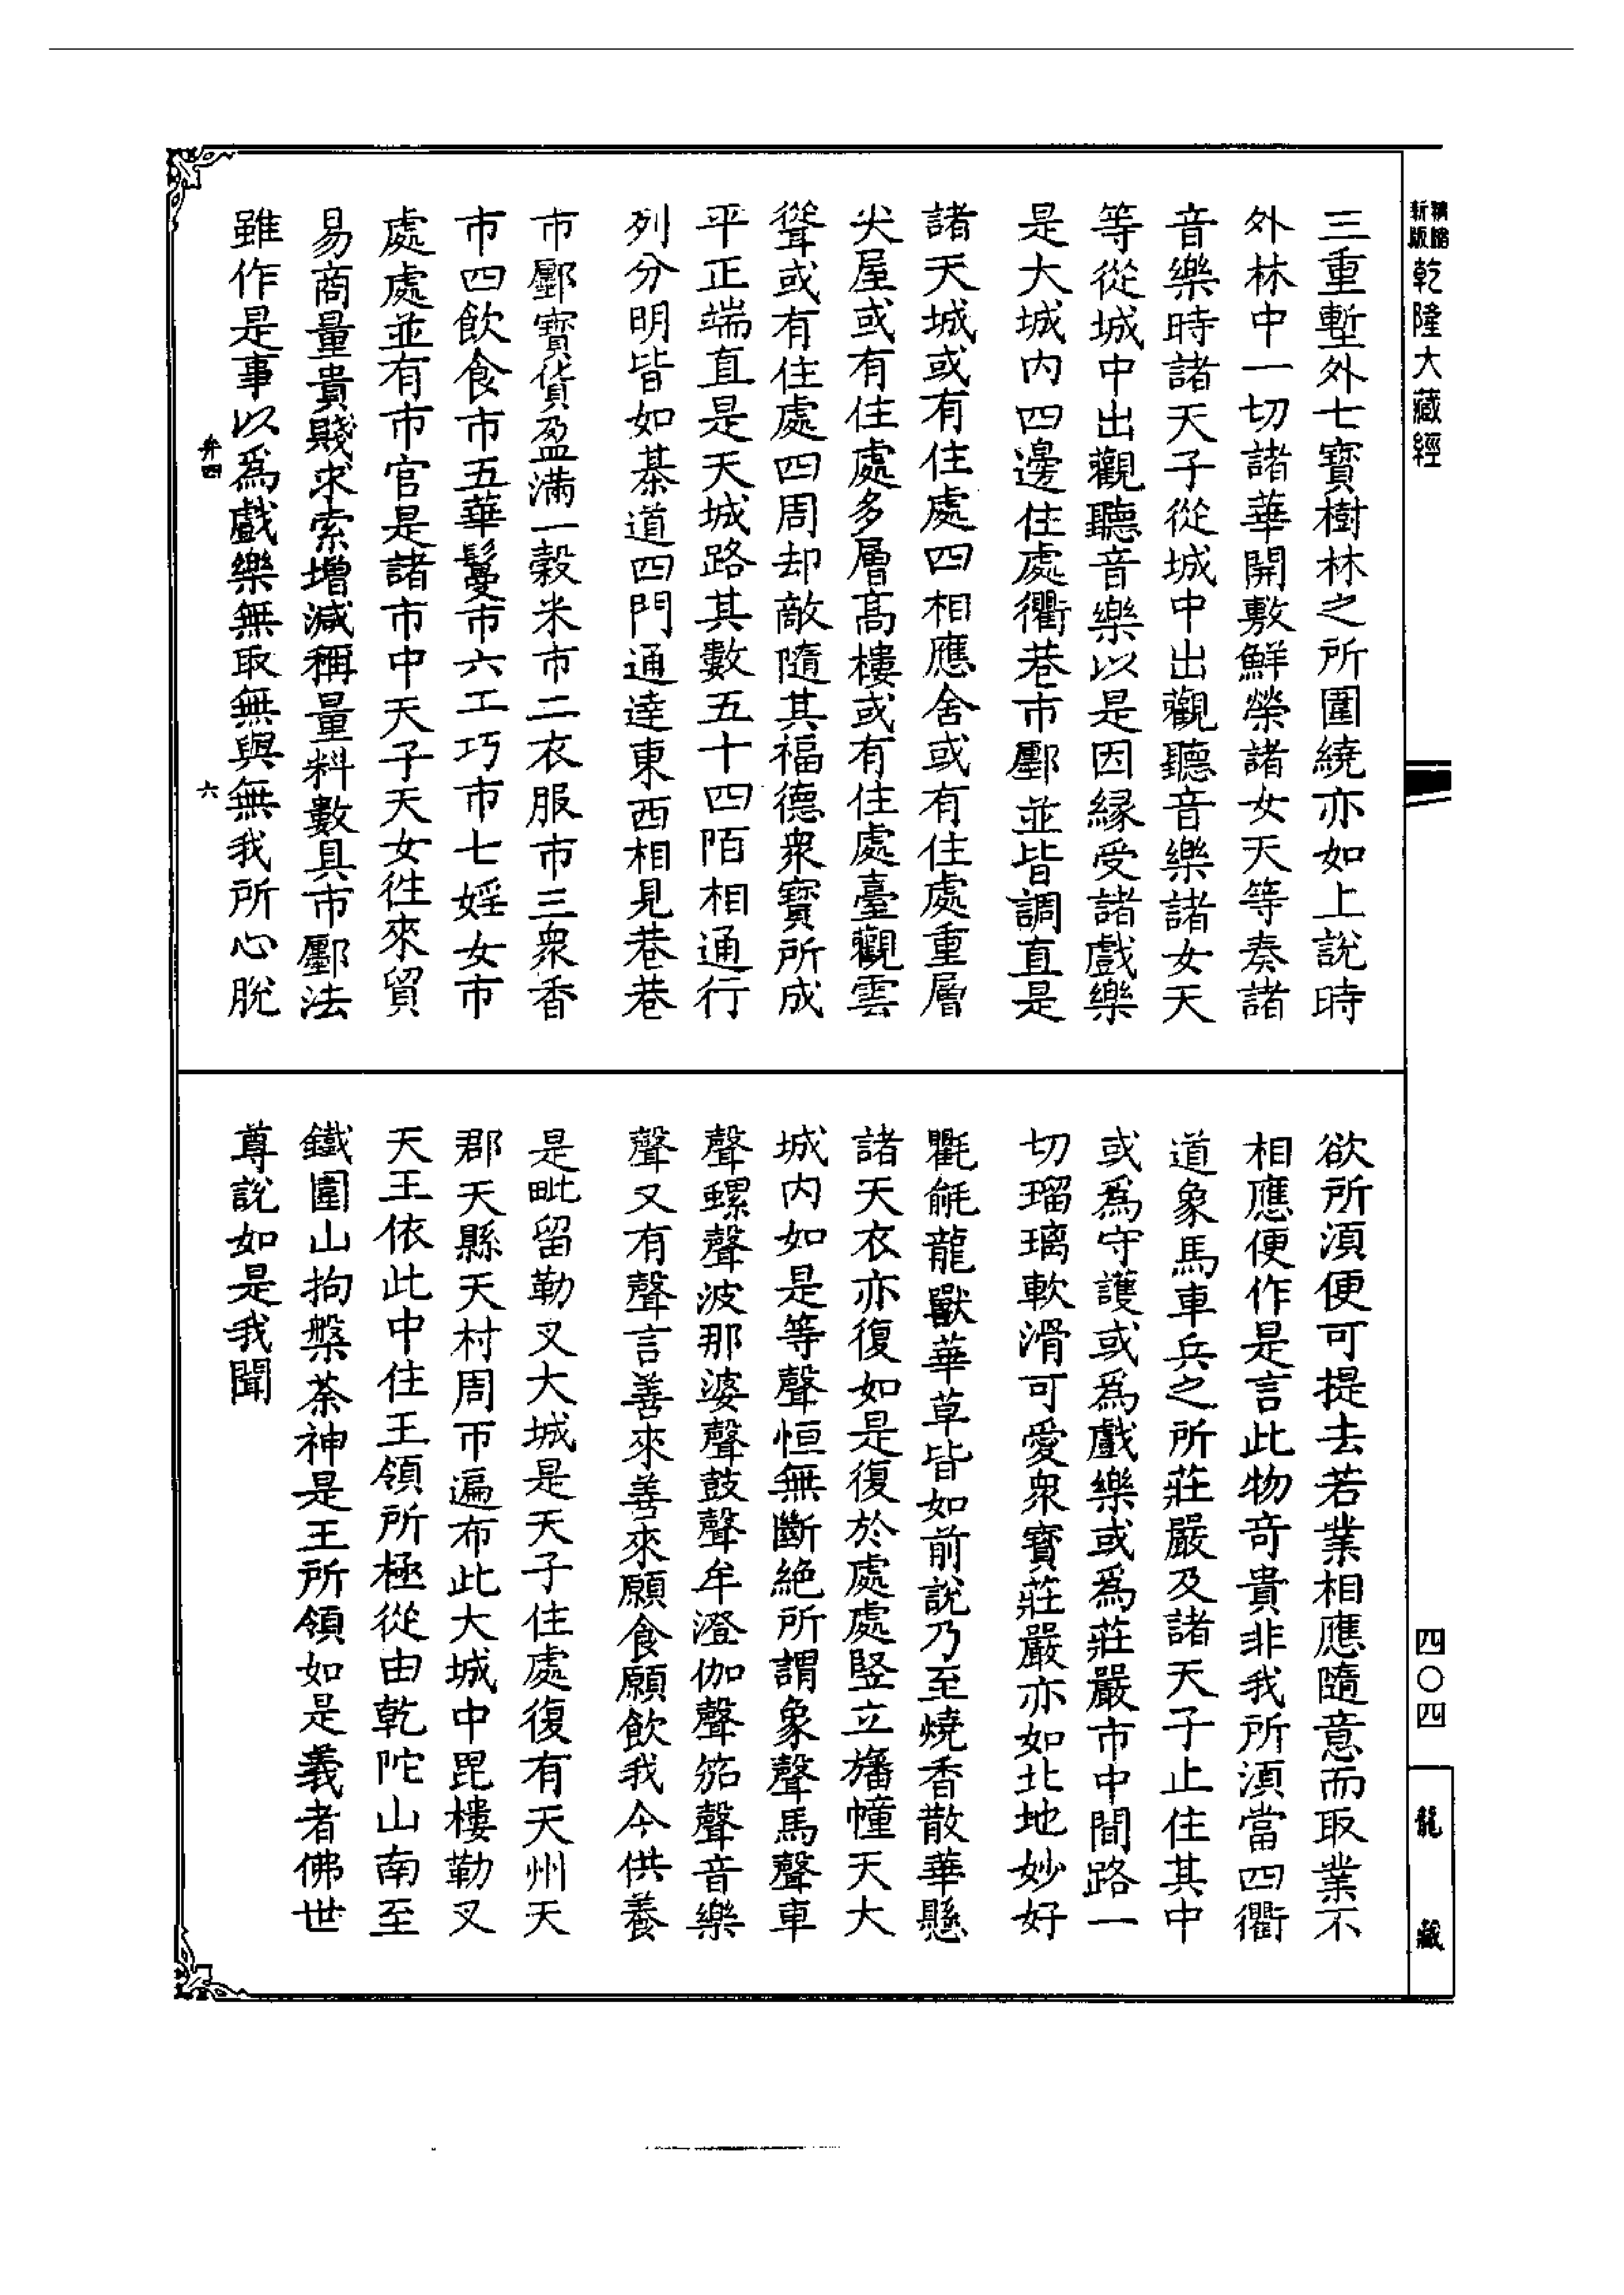 新版 精縮 乾隆大藏經
三重塹外七寶樹林之所圍繞亦如上說時
外林中一切諸華開敷鮮榮諸女天等奏諸
音樂時諸天子從城中出觀聽音樂諸女天
等從城中出觀聽音樂以是因緣受諸戲樂
是大城內四邊住處衢巷市鄽並皆調直是
諸天城或有住處四相應舍或有住處重層
尖屋或有住處多層高樓或有住處臺觀雲
聳或有住處四周却敵隨其福德衆寶所成
平正端直是天城路其數五十四陌相通行
列分明皆如棊道四門通達東西相見巷巷
市鄽寶貨盈滿一穀米市二衣服市三衆香
市四飲食市五華鬘市六工巧市七婬女市
處處並有市官是諸市中天子天女徃來貿
易商量貴賤求索增減稱量料數具市鄽法
雖作是事以爲戲樂無取無與無我所心脫
弁四 六
欲所湏便可提去若業相應隨意而取業不
相應便作是言此物奇貴非我所湏當四衢
道象馬車兵之所莊嚴及諸天子止住其中
或爲守護或爲戲樂或爲莊嚴市中間路一
切瑠璃軟滑可愛衆寶莊嚴亦如北地妙好
氍毹龍獸華草皆如前說乃至燒香散華懸
諸天衣亦復如是復於處處竪立旛幢天大
城内如是等聲恒無斷絶所謂象聲馬聲車
聲螺聲波那婆聲鼓聲牟澄伽聲笳聲音樂
聲又有聲言善來善來願食願飲我今供養
是毗留勒叉大城是天子住處復有天州天
郡天縣天村周帀遍布此大城中毘樓勒叉
天王依此中住王領所極從由乾陀山南至
鐵圍山拘槃荼神是王所領如是義者佛世
尊說如是我聞
四〇四
龍藏